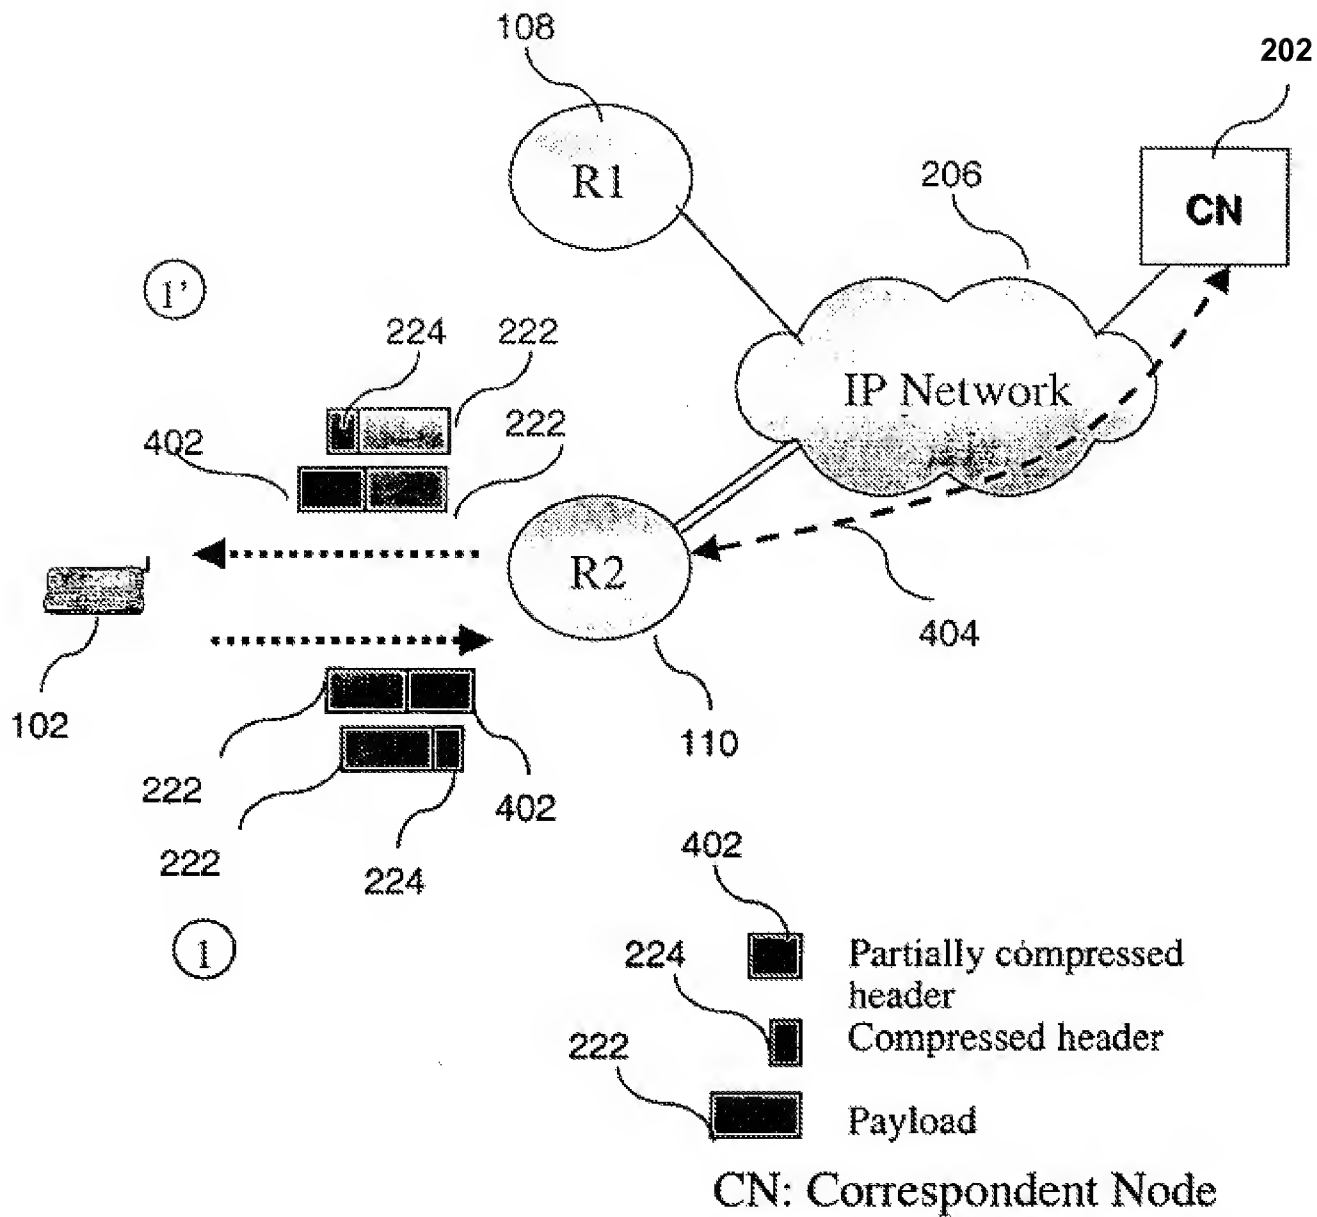 108
202
R1
206
CN
1'
224
222
IP Network
402
222
R2
404
102
110
222
402
222
224
402
1
224
Partially compressed
header
Compressed header
222
Payload
CN: Correspondent Node